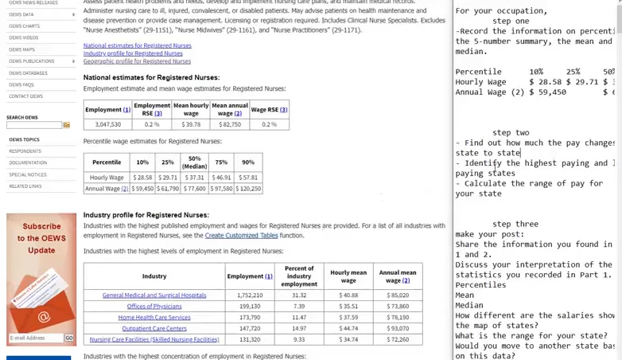 OEWS NEWS RELEASES
OEWS DATA
OEWS CHARTS
OEWS VIDEOS
OEWS MAPS
OEWS PUBLICATIONS
OEWS DATABASES
OEWS FAQS
CONTACT OEWS
SEARCH OEWS
OEWS TOPICS
RESPONDENTS
DOCUMENTATION
SPECIAL NOTICES
RELATED LINKS
Subscribe
to the OEWS
Update
E-mail Address
GO
Assess patient health problems and needs, develop and implement nursing care plans, and maintain medical records.
Administer nursing care to ill, injured, convalescent, or disabled patients. May advise patients on health maintenance and
disease prevention or provide case management. Licensing or registration required. Includes Clinical Nurse Specialists. Excludes
"Nurse Anesthetists" (29-1151), "Nurse Midwives" (29-1161), and "Nurse Practitioners" (29-1171).
National estimates for Registered Nurses
Industry profile for Registered Nurses
Geographic profile for Registered Nurses
National estimates for Registered Nurses:
Employment estimate and mean wage estimates for Registered Nurses:
Employment (1) Employment RSE (3) Mean hourly wage Mean annual wage (2) Wage RSE (3)
3,047,530 0.2 % $ 39.78 $ 82,750 0.2 %
Percentile wage estimates for Registered Nurses:
Percentile 10% 25% 50% (Median) 75% 90%
Hourly Wage $ 28.58 $ 29.71 $ 37.31 $ 46.91 $ 57.81
Annual Wage (2) $ 59,450 $ 61,790 $ 77,600 $ 97,580 $ 120,250
Industry profile for Registered Nurses:
Industries with the highest published employment and wages for Registered Nurses are provided. For a list of all industries with
employment in Registered Nurses, see the Create Customized Tables function.
Industries with the highest levels of employment in Registered Nurses:
Industry Employment (1) Percent of industry employment Hourly mean wage Annual mean wage (2)
General Medical and Surgical Hospitals 1,752,210 31.32 $ 40.88 $ 85,020
Offices of Physicians 199,130 7.39 $ 35.51 $ 73,860
Home Health Care Services 173,790 11.47 $ 37.59 $ 78,190
Outpatient Care Centers 147,720 14.97 $ 44.74 $ 93,070
Nursing Care Facilities (Skilled Nursing Facilities) 131,320 9.33 $ 34.74 $ 72,260
Industries with the highest concentration of employment in Registered Nurses:
For your occupation,
step one
-Record the information on
the 5-number summary, the mean and
median.
Percentile 10% 25% 50%
Hourly Wage $ 28.58 $ 29.71 $
Annual Wage (2) $ 59,450 $
step two
- Find out how much the pay changes
state to state
- Identify the highest paying and
paying states
- Calculate the range of pay for
your state
step three
make your post:
Share the information you found in
1 and 2.
Discuss your interpretation of the
statistics you recorded in Part 1.
Percentiles
Mean
Median
How different are the salaries
the map of states?
What is the range for your state?
Would you move to another state
on this data?